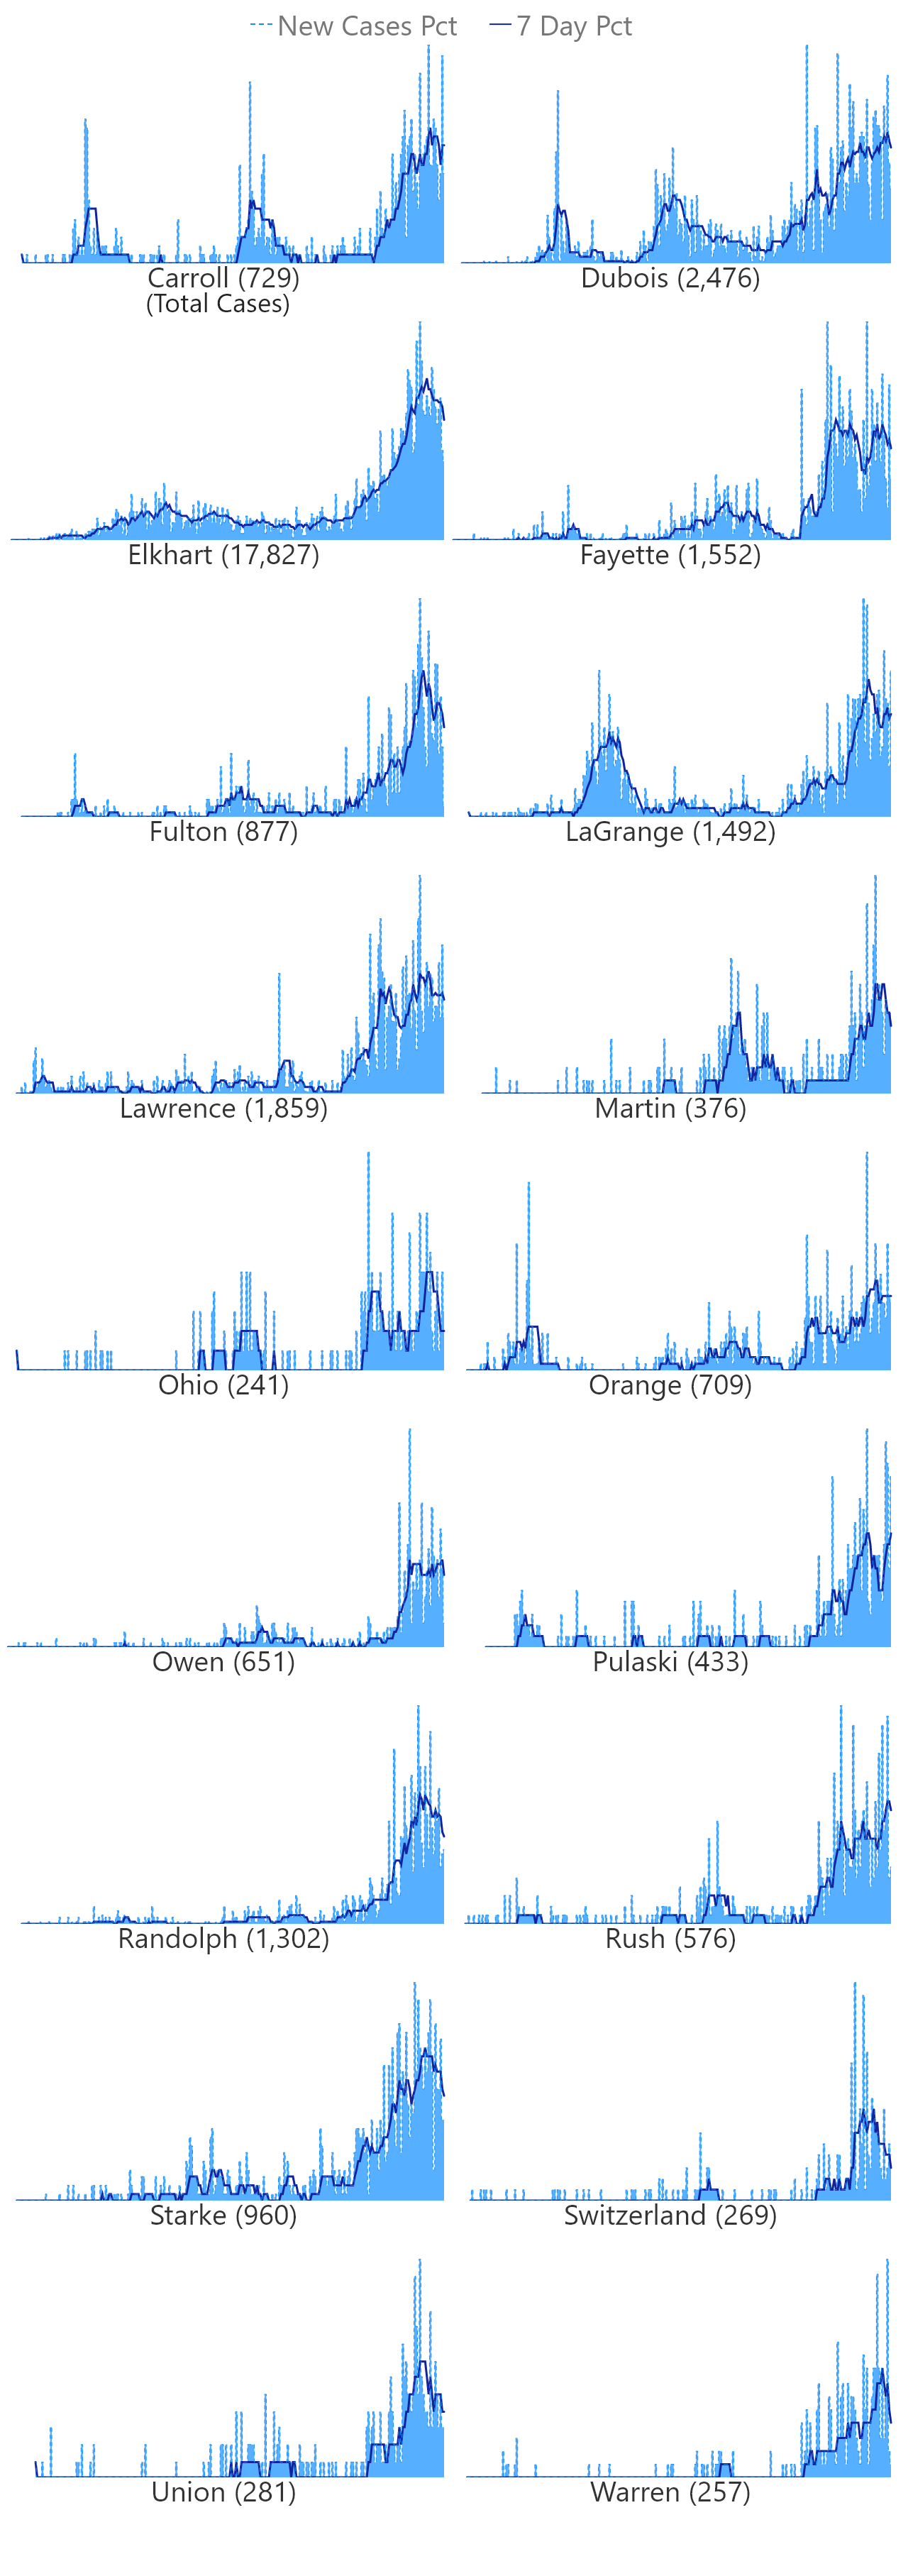 New Cases Pct 7 Day Pct
Carroll (729) Dubois (2,476)
(Total Cases)
Elkhart (17,827) Fayette (1,552)
Fulton (877) LaGrange (1,492)
Lawrence (1,859) Martin (376)
Ohio (241) Orange (709)
Owen (651) Pulaski (433)
Randolph (1,302) Rush (576)
Starke (960) Switzerland (269)
Union (281) Warren (257)